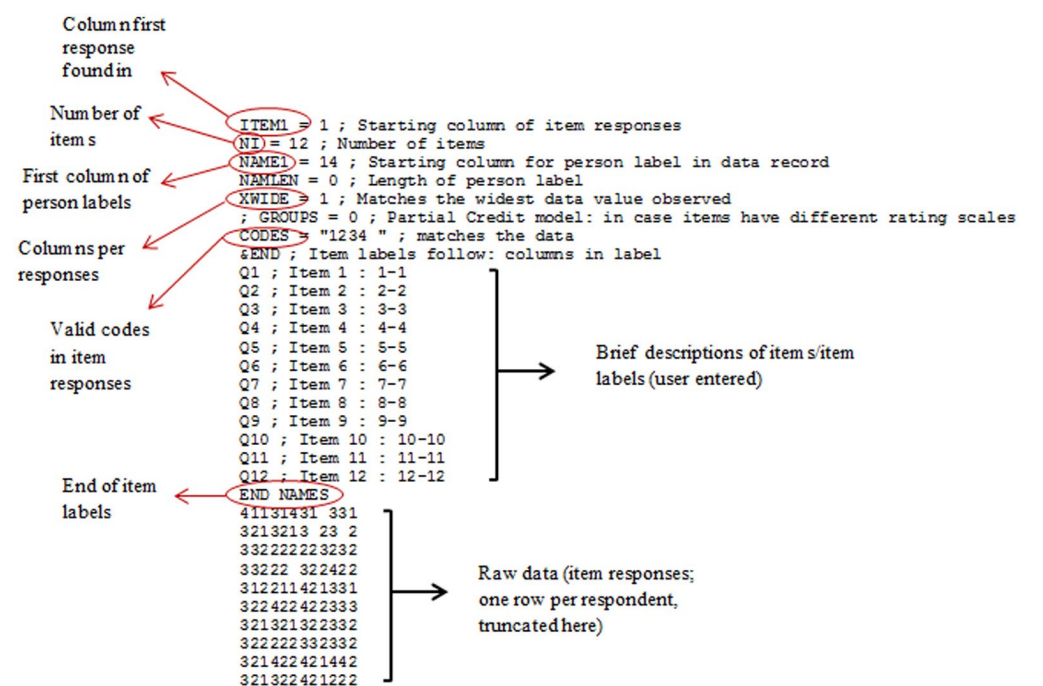 Column first
response
found in
Number of
items
First column of
person labels
Columns per
responses
Valid codes
in item
responses
End of item
labels
ITEM1 = 1 ; Starting column of item responses
NI = 12 ; Number of items
NAME1 = 14 ; Starting column for person label in data record
NAMLEN = 0 ; Length of person label
XWIDE = 1 ; Matches the widest data value observed
; GROUPS = 0 ; Partial Credit model: in case items have different rating scales
CODES = "1234 " ; matches the data
&END ; Item labels follow: columns in label
Q1 ; Item 1 : 1-1
Q2 ; Item 2 : 2-2
Q3 ; Item 3 : 3-3
Q4 ; Item 4 : 4-4
Q5 ; Item 5 : 5-5
Q6 ; Item 6 : 6-6
Q7 ; Item 7 : 7-7
Q8 ; Item 8 : 8-8
Q9 ; Item 9 : 9-9
Q10 ; Item 10 : 10-10
Q11 ; Item 11 : 11-11
Q12 ; Item 12 : 12-12
END NAMES
41131431 331
3213213 23 2
332222223232
33222 322422
312211421331
322422422333
321321322332
322222332332
321422421442
321322421222
Brief descriptions of items/item
labels (user entered)
Raw data (item responses;
one row per respondent,
truncated here)